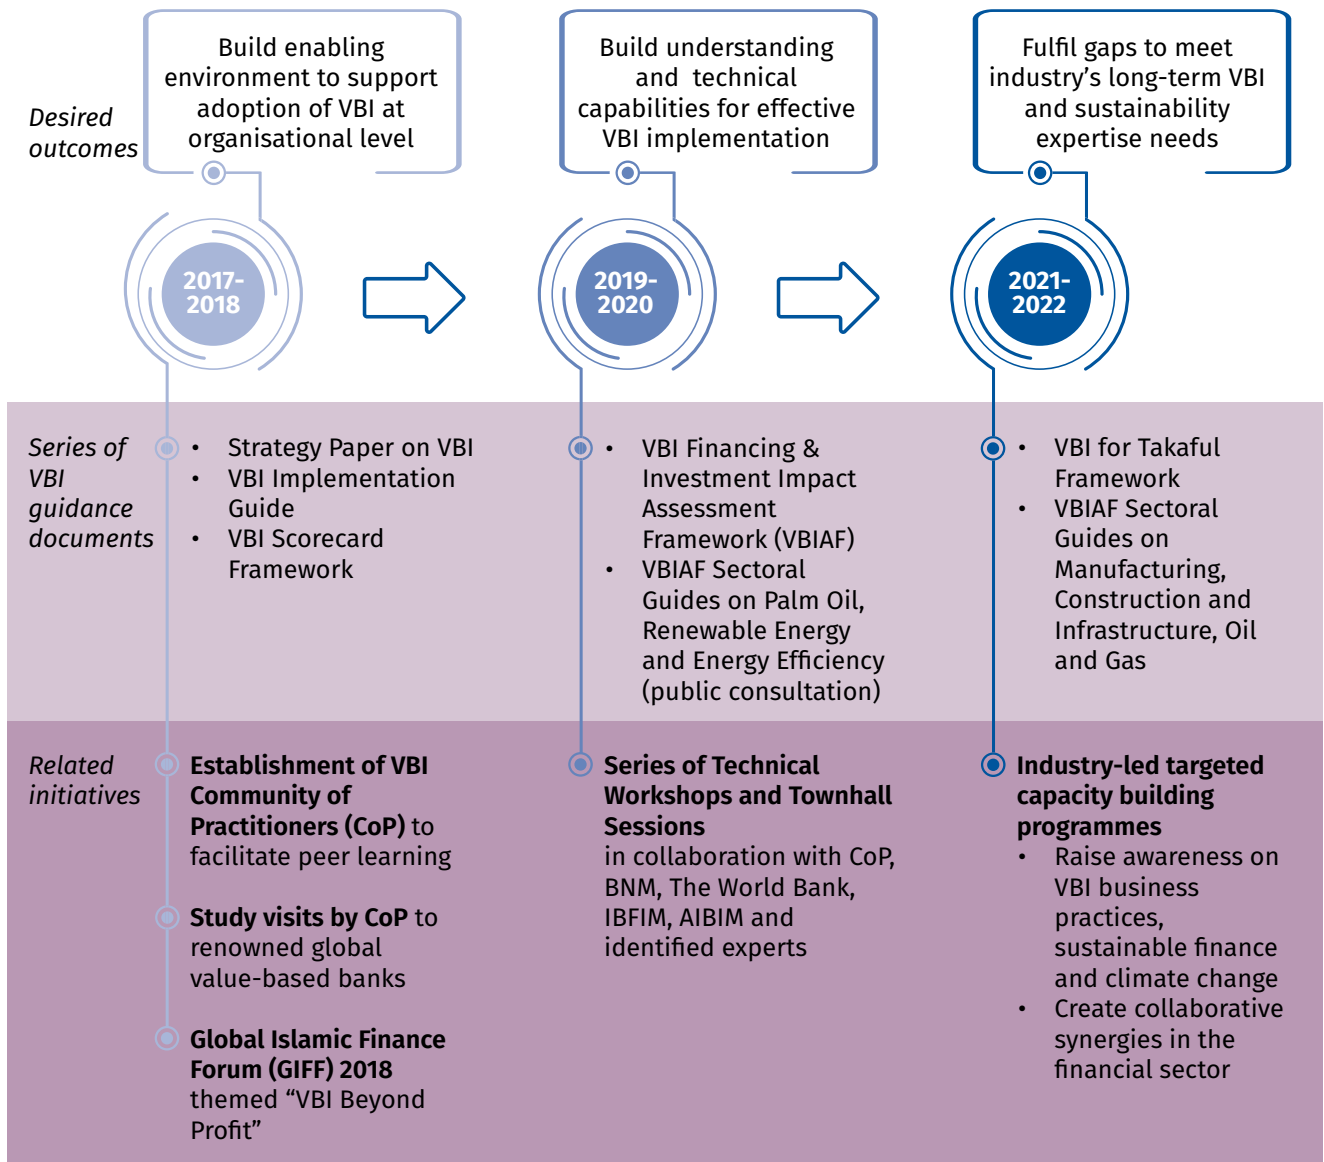 Desired
outcomes
Build enabling
environment to support
adoption of VBI at
organisational level
Build understanding
and technical
capabilities for effective
VBI implementation
Fulfil gaps to meet
industry's long-term VBI
and sustainability
expertise needs
2017-
2018
2019-
2020
2021-
2022
Series of
VBI
guidance
documents
• Strategy Paper on VBI
• VBI Implementation
Guide
• VBI Scorecard
Framework
• VBI Financing &
Investment Impact
Assessment
Framework (VBIAF)
• VBIAF Sectoral
Guides on Palm Oil,
Renewable Energy
and Energy Efficiency
(public consultation)
• VBI for Takaful
Framework
• VBIAF Sectoral
Guides on
Manufacturing,
Construction and
Infrastructure, Oil
and Gas
Related
initiatives
Establishment of VBI
Community of
Practitioners (CoP) to
facilitate peer learning
Study visits by CoP to
renowned global
value-based banks
Global Islamic Finance
Forum (GIFF) 2018
themed “VBI Beyond
Profit”
Series of Technical
Workshops and Townhall
Sessions
in collaboration with CoP,
BNM, The World Bank,
IBFIM, AIBIM and
identified experts
Industry-led targeted
capacity building
programmes
• Raise awareness on
VBI business
practices,
sustainable finance
and climate change
• Create collaborative
synergies in the
financial sector